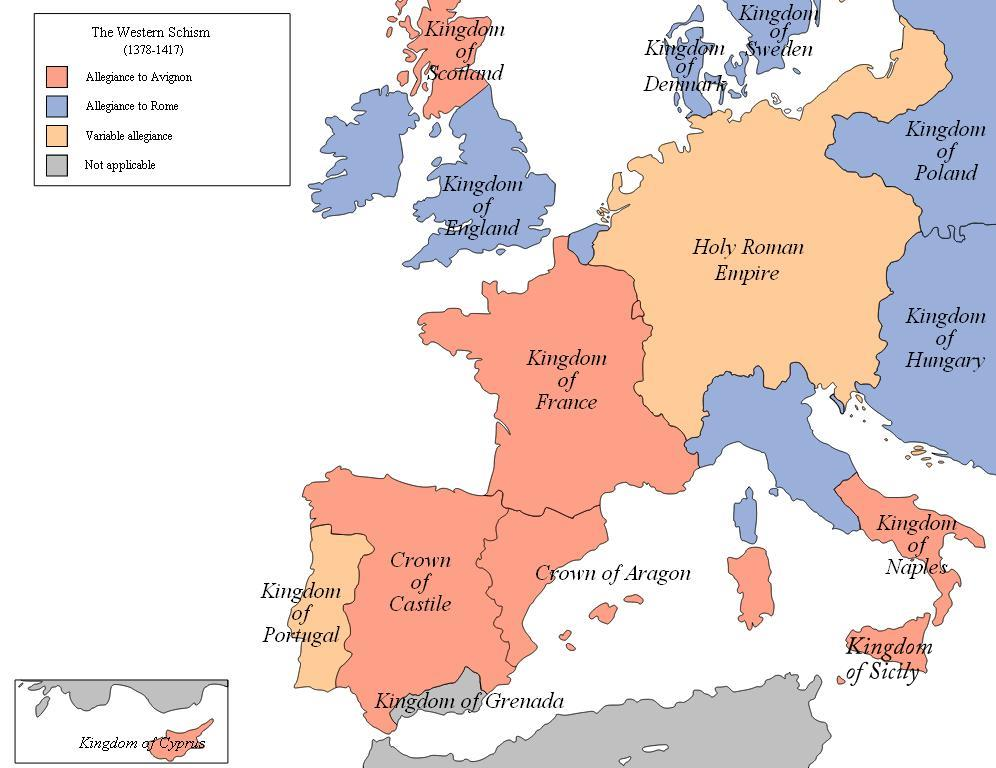 The Western Schism
(1378-1417)
Allegiance to Avignon
Allegiance to Rome
Variable allegiance
Not applicable
Kingdom
of
Scotland
Kingdom
of
Denmark
Kingdom
of
Sweden
Kingdom
of
Poland
Kingdom
of
England
Holy Roman
Empire
Kingdom
of
Hungary
Kingdom
of
France
Kingdom
of
Naples
Crown
of
Castile
Crown of Aragon
Kingdom
of
Portugal
Kingdom
of Sicily
Kingdom of Grenada
Kingdom of Cyprus